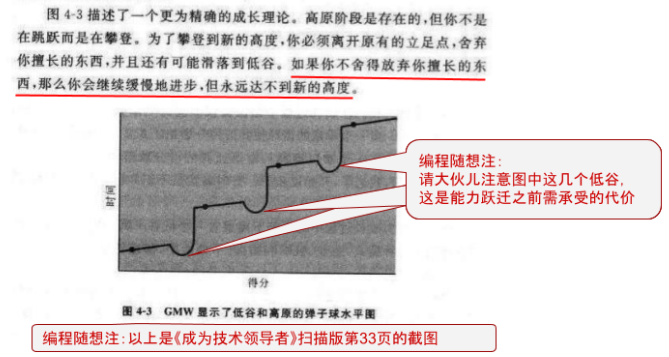 图 4-3 描述了一个更为精确的成长理论。高原阶段是存在的,但你不是
在跳跃而是在攀登。为了攀登到新的高度,你必须离开原有的立足点,舍弃
你擅长的东西,并且还有可能滑落到低谷。如果你不舍得放弃你擅长的东
西,那么你会继续缓慢地进步,但永远达不到新的高度。
编程随想注:
请大伙儿注意图中这几个低谷,
这是能力跃迁之前需承受的代价
时间
得分
图 4-3 GMW 显示了低谷和高原的弹子球水平图
编程随想注:以上是《成为技术领导者》扫描版第33页的截图